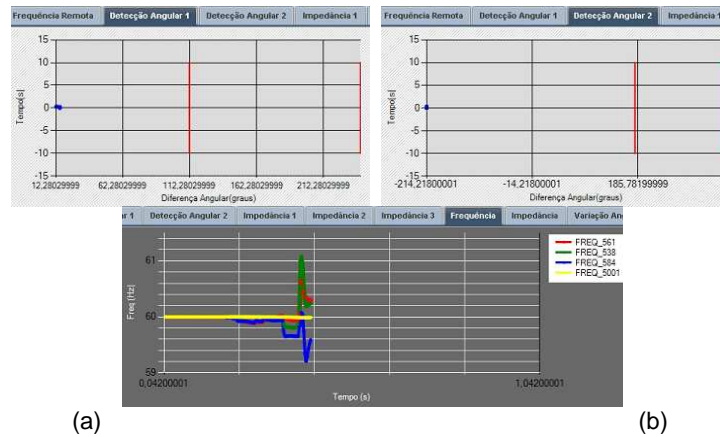 Frequência Remota Detecção Angular 1 Detecção Angular 2 Impedância 1
15
10
5
0
-5
-10
-15
Tempo[s]
12,28029999 62,28029999 112,28029999 162,28029999 212,28029999
Diferença Angular(graus)
Frequência Remota Detecção Angular 1 Detecção Angular 2 Impedância 1
15
10
5
0
-5
-10
-15
Tempo[s]
-214,21800001 -14,21800001 185,78199999
Diferença Angular(graus)
r 1 Detecção Angular 2 Impedância 1 Impedância 2 Impedância 3 Frequência Impedância Variação An
61
60
59
Freq (Hz)
0,04200001 1,04200001
Tempo (s)
FREQ_561
FREQ_538
FREQ_584
FREQ_5001
(a) (b)